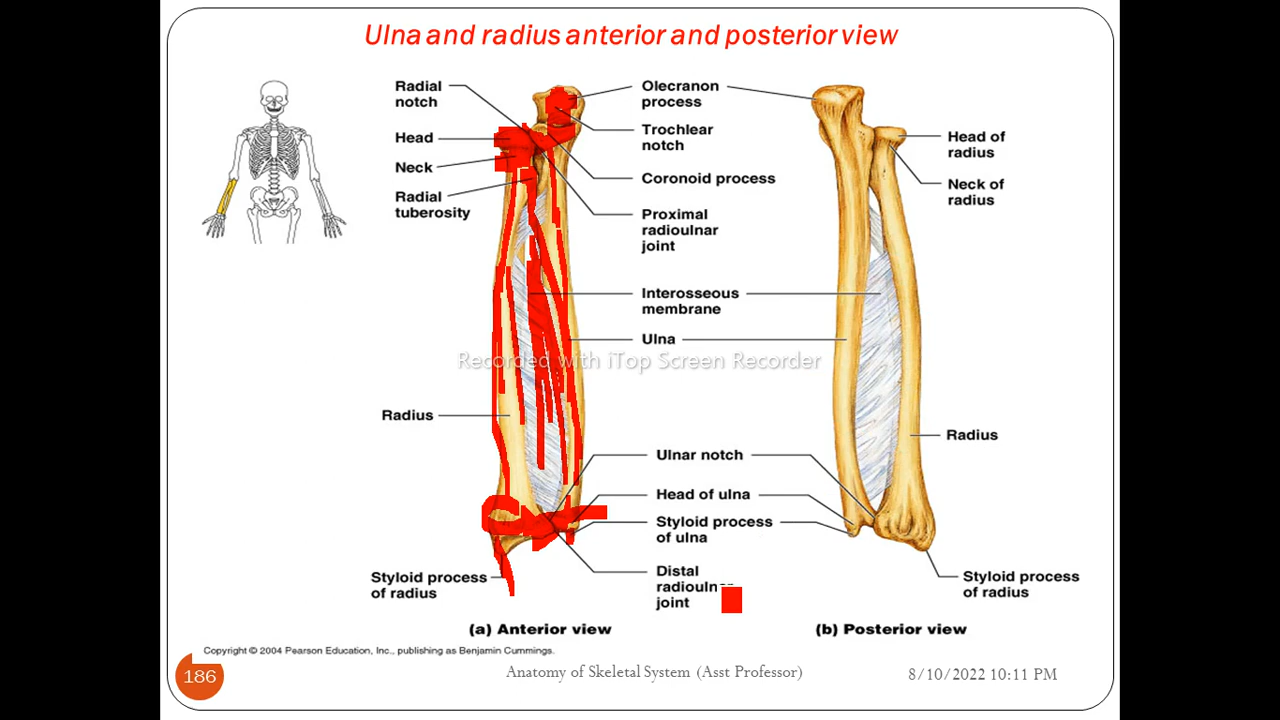 Ulna and radius anterior and posterior view
Radial
notch
Head
Neck
Radial
tuberosity
Olecranon
process
Trochlear
notch
Coronoid process
Proximal
radioulnar
joint
Interosseous
membrane
Ulna
Recorded with iTop Screen Recorder
Radius
Ulnar notch
Head of ulna
Styloid process
of ulna
Distal
radioulnar
joint
Styloid process
of radius
(a) Anterior view
Head of
radius
Neck of
radius
Radius
Styloid process
of radius
(b) Posterior view
Copyright © 2004 Pearson Education, Inc., publishing as Benjamin Cummings.
186
Anatomy of Skeletal System (Asst Professor)
8/10/2022 10:11 PM